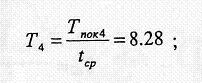 T₄ = Tпок4 / tср = 8.28 ;